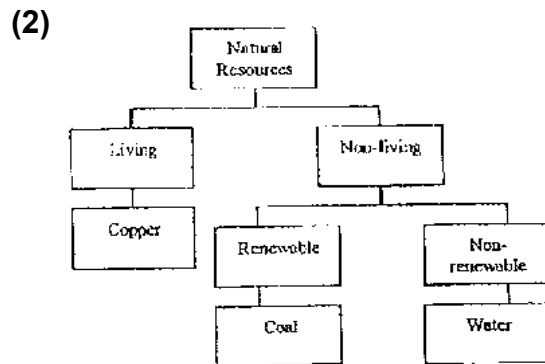 (2)
Natural
Resources
Living
Non-living
Copper
Renewable
Non-
renewable
Coal
Water